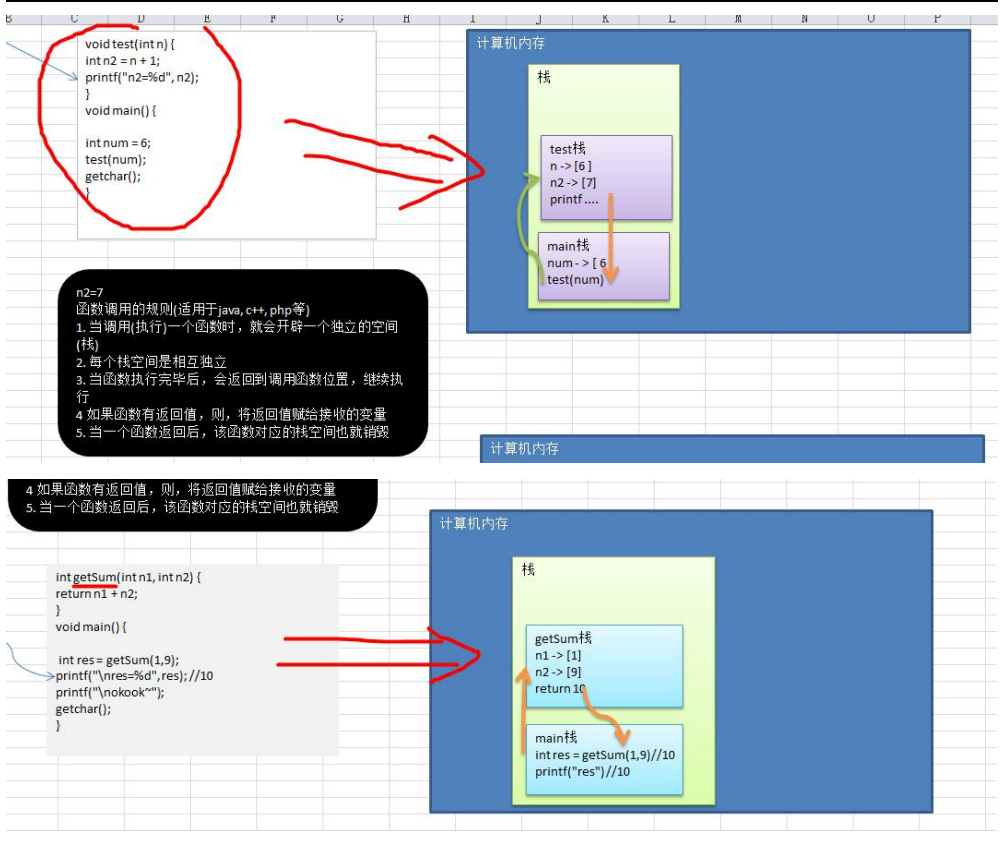 B C D E F G H I J K L M N O P
void test(int n) {
int n2 = n + 1;
printf("n2=%d", n2);
}
void main() {
int num = 6;
test(num);
getchar();
}
计算机内存
栈
test栈
n -> [6 ]
n2 -> [7]
printf ....
main栈
num - > [ 6
test(num)
n2=7
函数调用的规则(适用于java, c++, php等)
1. 当调用(执行)一个函数时，就会开辟一个独立的空间
(栈)
2. 每个栈空间是相互独立
3. 当函数执行完毕后，会返回到调用函数位置，继续执
行
4 如果函数有返回值，则，将返回值赋给接收的变量
5. 当一个函数返回后，该函数对应的栈空间也就销毁
计算机内存
4 如果函数有返回值，则，将返回值赋给接收的变量
5. 当一个函数返回后，该函数对应的栈空间也就销毁
int getSum(int n1, int n2) {
return n1 + n2;
}
void main() {
int res = getSum(1,9);
printf("\nres=%d",res); //10
printf("\nokook~");
getchar();
}
计算机内存
栈
getSum栈
n1 -> [1]
n2 -> [9]
return 10
main栈
int res = getSum(1,9)//10
printf("res")//10